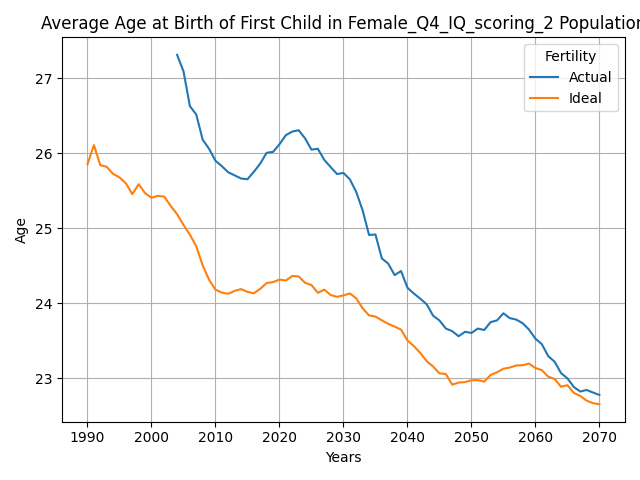 Average Age at Birth of First Child in Female_Q4_IQ_scoring_2 Population
Fertility
Actual
Ideal
27
26
25
24
23
Age
1990 2000 2010 2020 2030 2040 2050 2060 2070
Years